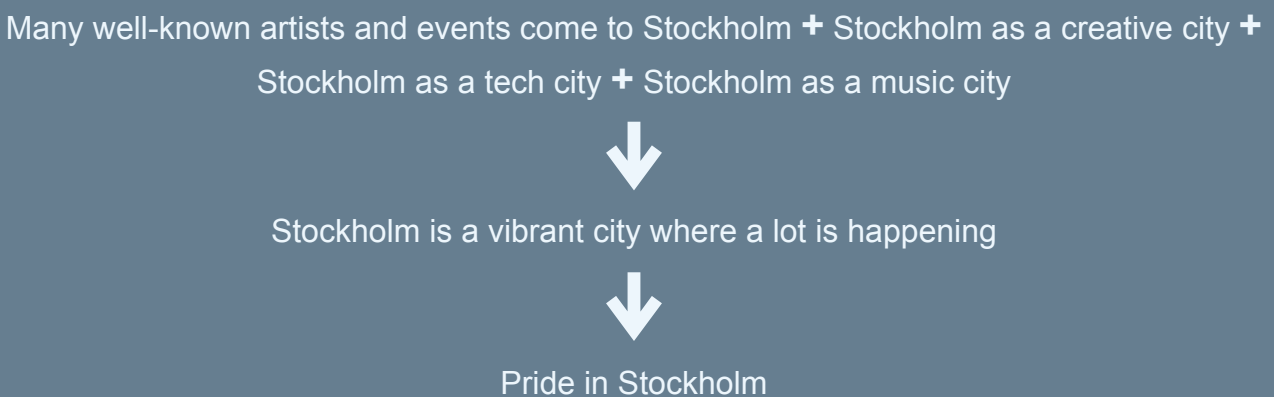 Many well-known artists and events come to Stockholm + Stockholm as a creative city +
Stockholm as a tech city + Stockholm as a music city
Stockholm is a vibrant city where a lot is happening
Pride in Stockholm